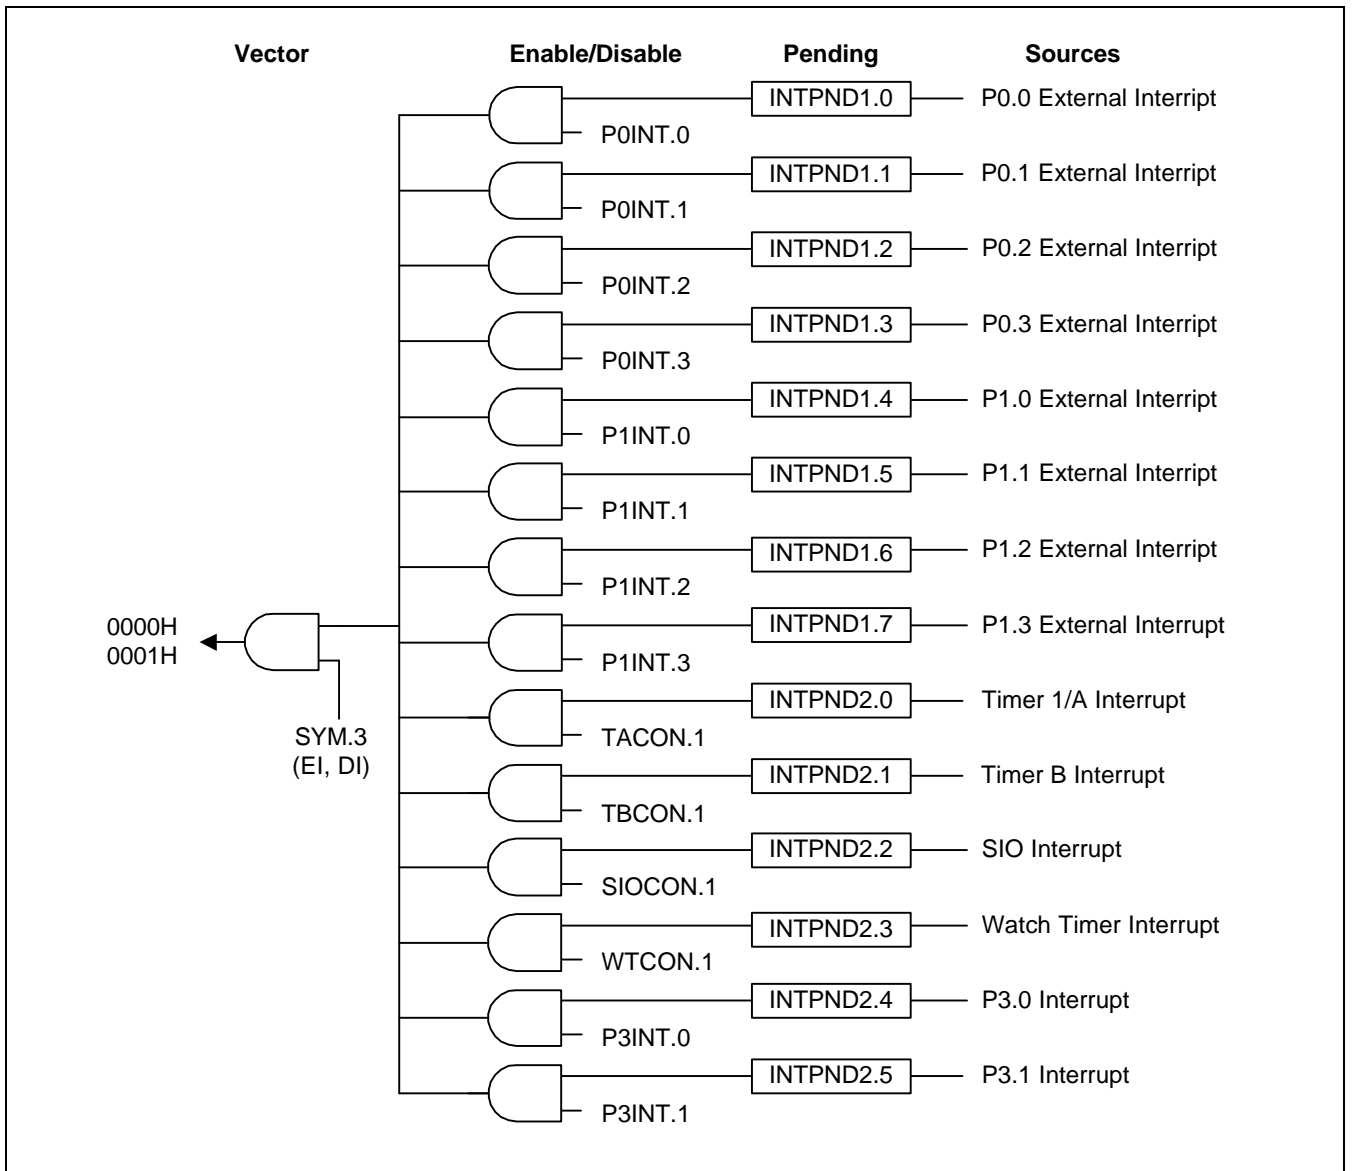 Vector Enable/Disable Pending Sources
INTPND1.0 P0.0 External Interript
P0INT.0
INTPND1.1 P0.1 External Interript
P0INT.1
INTPND1.2 P0.2 External Interript
P0INT.2
INTPND1.3 P0.3 External Interript
P0INT.3
INTPND1.4 P1.0 External Interript
P1INT.0
INTPND1.5 P1.1 External Interript
P1INT.1
INTPND1.6 P1.2 External Interript
P1INT.2
0000H INTPND1.7 P1.3 External Interrupt
0001H P1INT.3
INTPND2.0 Timer 1/A Interrupt
SYM.3 TACON.1
(EI, DI) INTPND2.1 Timer B Interrupt
TBCON.1
INTPND2.2 SIO Interrupt
SIOCON.1
INTPND2.3 Watch Timer Interrupt
WTCON.1
INTPND2.4 P3.0 Interrupt
P3INT.0
INTPND2.5 P3.1 Interrupt
P3INT.1